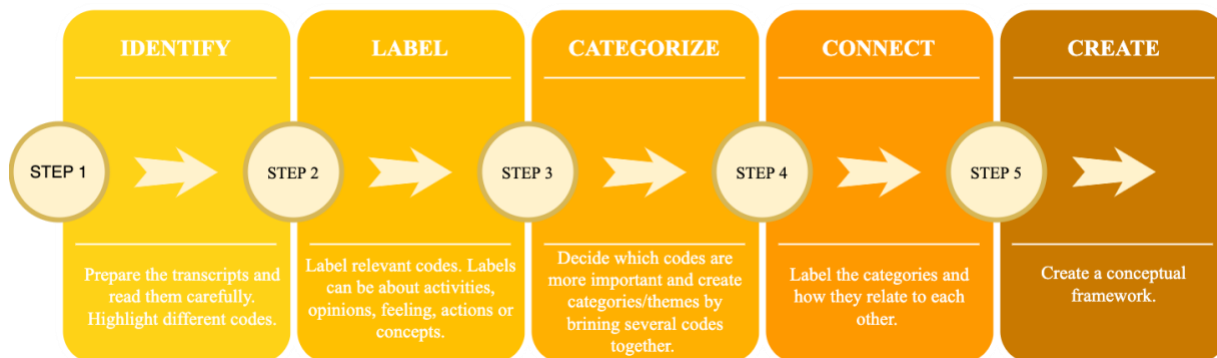 IDENTIFY
LABEL
CATEGORIZE
CONNECT
CREATE
STEP 1
STEP 2
STEP 3
STEP 4
STEP 5
Prepare the transcripts and
read them carefully.
Highlight different codes.
Label relevant codes. Labels
can be about activities,
opinions, feeling, actions or
concepts.
Decide which codes are
more important and create
categories/themes by
brining several codes
together.
Label the categories and
how they relate to each
other.
Create a conceptual
framework.